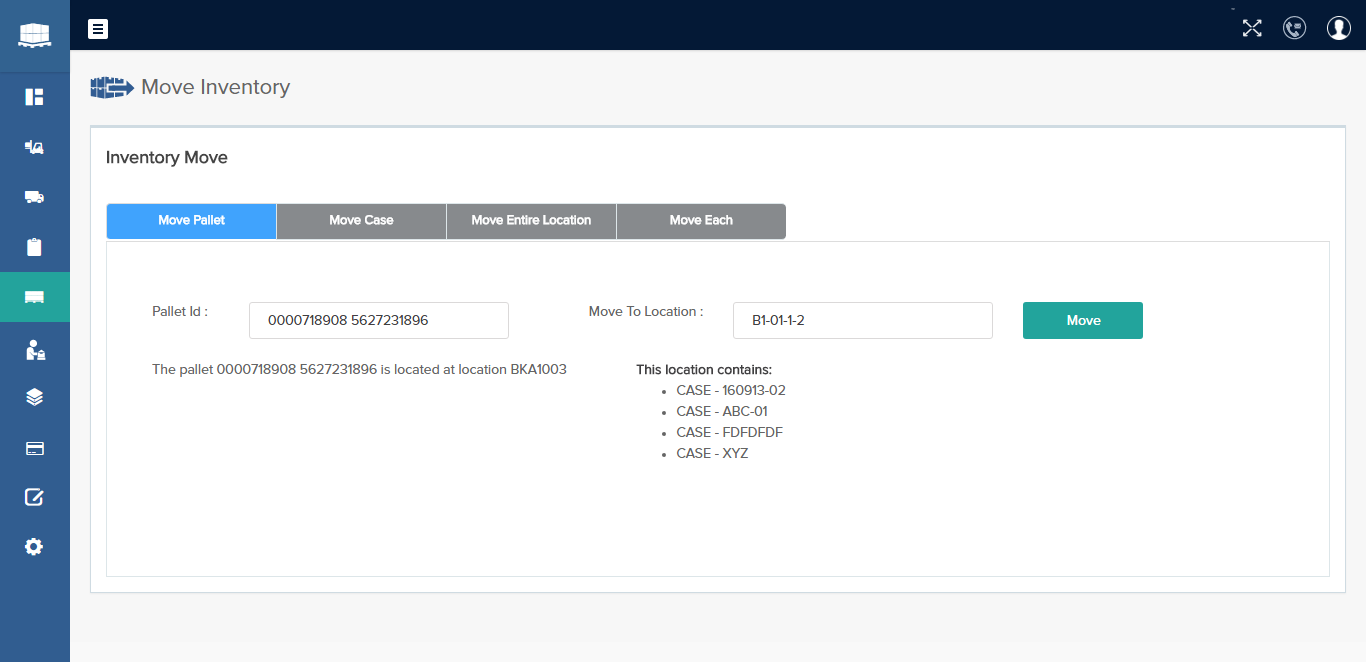 Move Inventory
Inventory Move
Move Pallet Move Case Move Entire Location Move Each
Pallet Id : 0000718908 5627231896 Move To Location : B1-01-1-2 Move
The pallet 0000718908 5627231896 is located at location BKA1003
This location contains:
• CASE - 160913-02
• CASE - ABC-01
• CASE - FDFDFDF
• CASE - XYZ